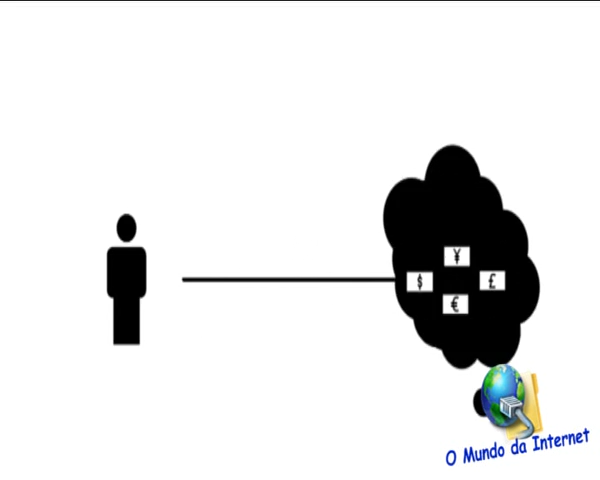 ¥
$ £
€
O Mundo da Internet